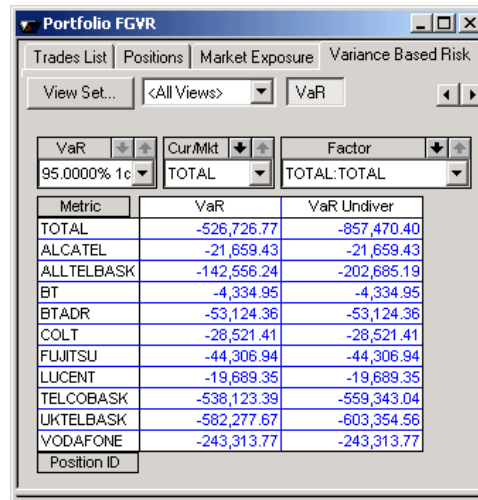 Portfolio FGVR
Trades List Positions Market Exposure Variance Based Risk
View Set... <All Views> VaR
VaR Cur/Mkt Factor
95.0000% 1c TOTAL TOTAL:TOTAL
Metric VaR VaR Undiver
TOTAL -526,726.77 -857,470.40
ALCATEL -21,659.43 -21,659.43
ALLTELBASK -142,556.24 -202,685.19
BT -4,334.95 -4,334.95
BTADR -53,124.36 -53,124.36
COLT -28,521.41 -28,521.41
FUJITSU -44,306.94 -44,306.94
LUCENT -19,689.35 -19,689.35
TELCOBASK -538,123.39 -559,343.04
UKTELBASK -582,277.67 -603,354.56
VODAFONE -243,313.77 -243,313.77
Position ID